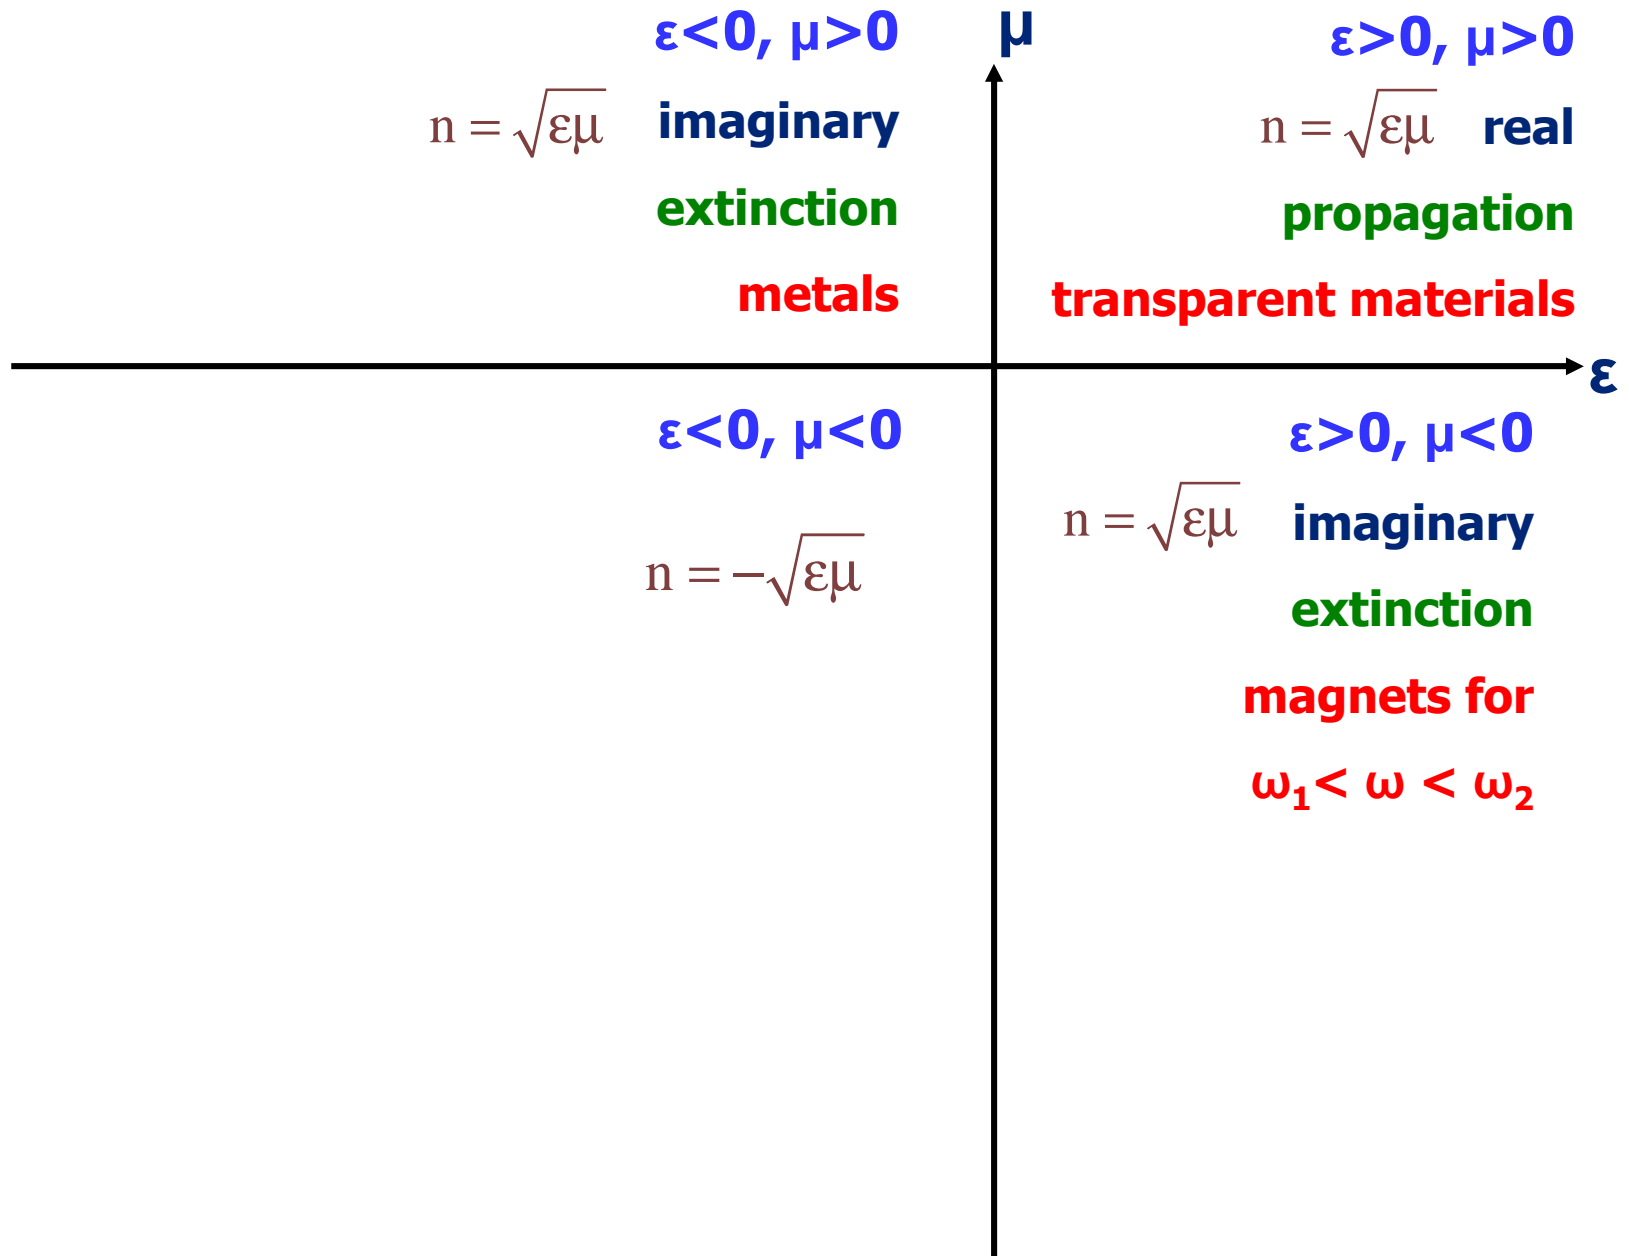 ε<0, μ>0
n = √εμ imaginary
extinction
metals
μ
ε>0, μ>0
n = √εμ real
propagation
transparent materials
ε
ε<0, μ<0
n = −√εμ
ε>0, μ<0
n = √εμ imaginary
extinction
magnets for
ω₁< ω < ω₂